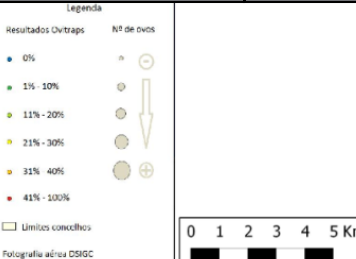 Legenda
Resultados Ovitraps Nº de ovos
0%
1% - 10%
11% - 20%
21% - 30%
31% 40%
41% - 100%
Limites concelhos
Fotografia aérea DSIGC
0 1 2 3 4 5 Km